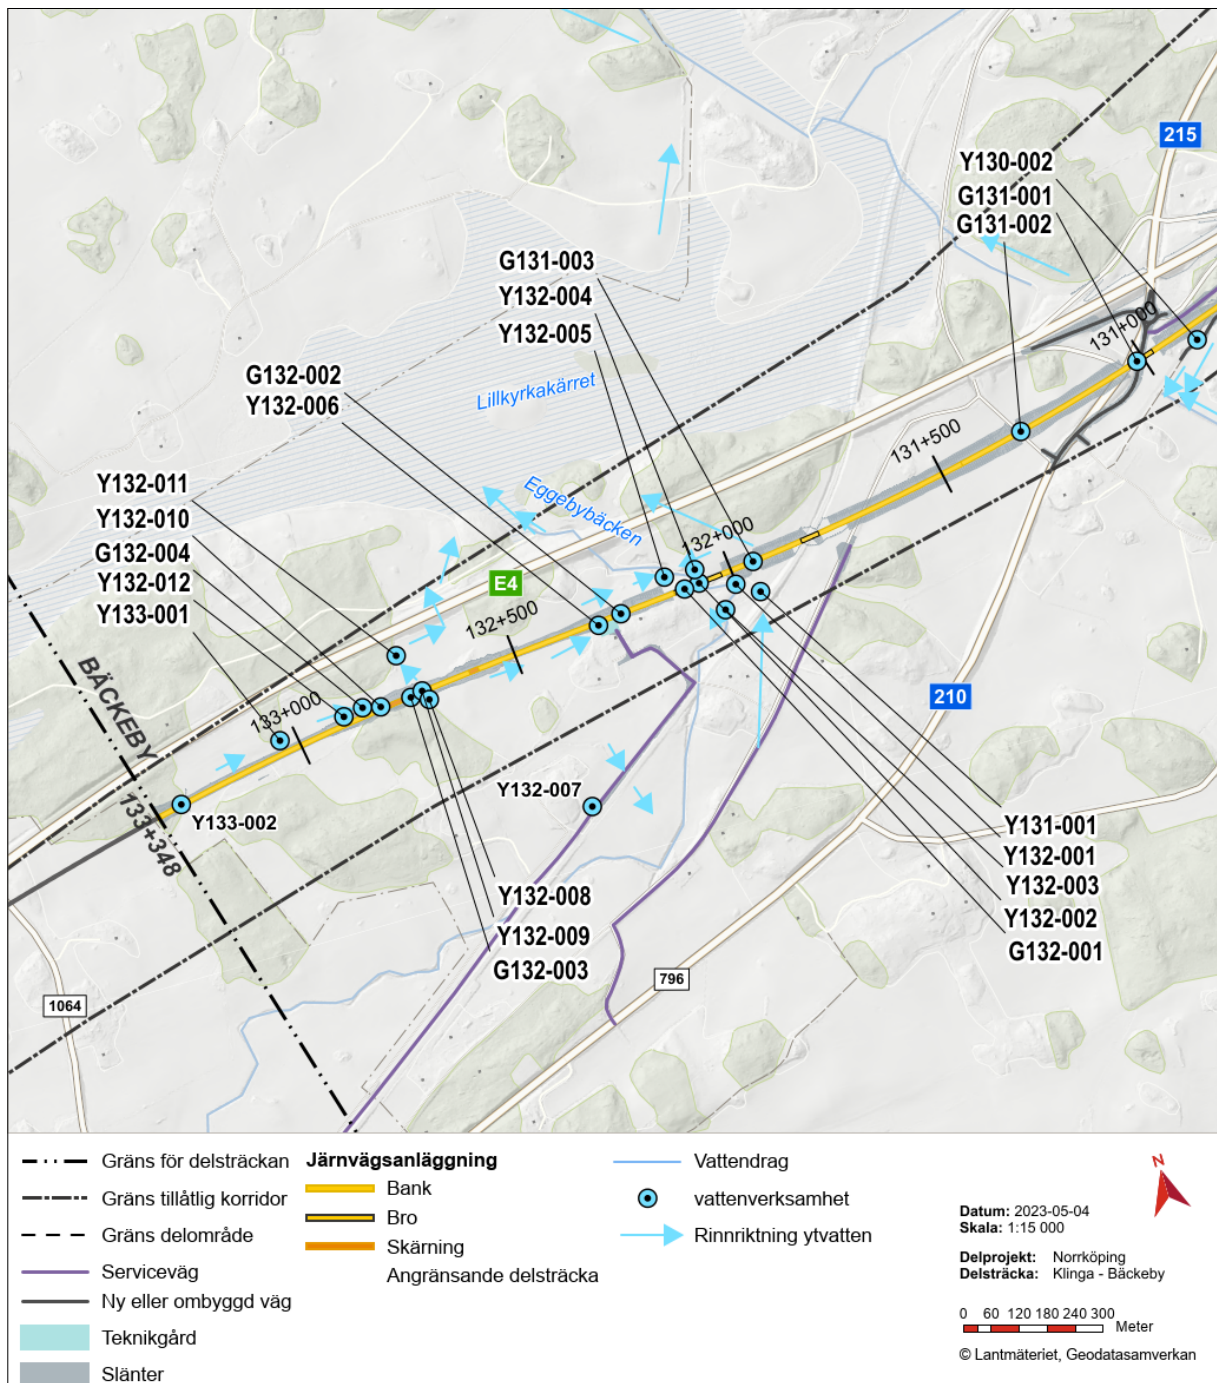 215
Y130-002
G131-001
G131-002
G131-003
Y132-004
Y132-005
131+000
G132-002
Y132-006
Lillkyrkakärret
131+500
Y132-011
Y132-010
G132-004
Y132-012
Y133-001
Eggebybäcken
132+000
E4
132+500
BÄCKEBY
133+000
210
133+348
Y133-002
Y132-007
Y131-001
Y132-001
Y132-003
Y132-002
G132-001
Y132-008
Y132-009
G132-003
796
1064
Gräns för delsträckan
Gräns tillåtlig korridor
Gräns delområde
Serviceväg
Ny eller ombyggd väg
Teknikgård
Slänter
Järnvägsanläggning
Bank
Bro
Skärning
Angränsande delsträcka
Vattendrag
vattenverksamhet
Rinnriktning ytvatten
N
Datum: 2023-05-04
Skala: 1:15 000
Delprojekt: Norrköping
Delsträcka: Klinga - Bäckeby
0 60 120 180 240 300
Meter
© Lantmäteriet, Geodatasamverkan